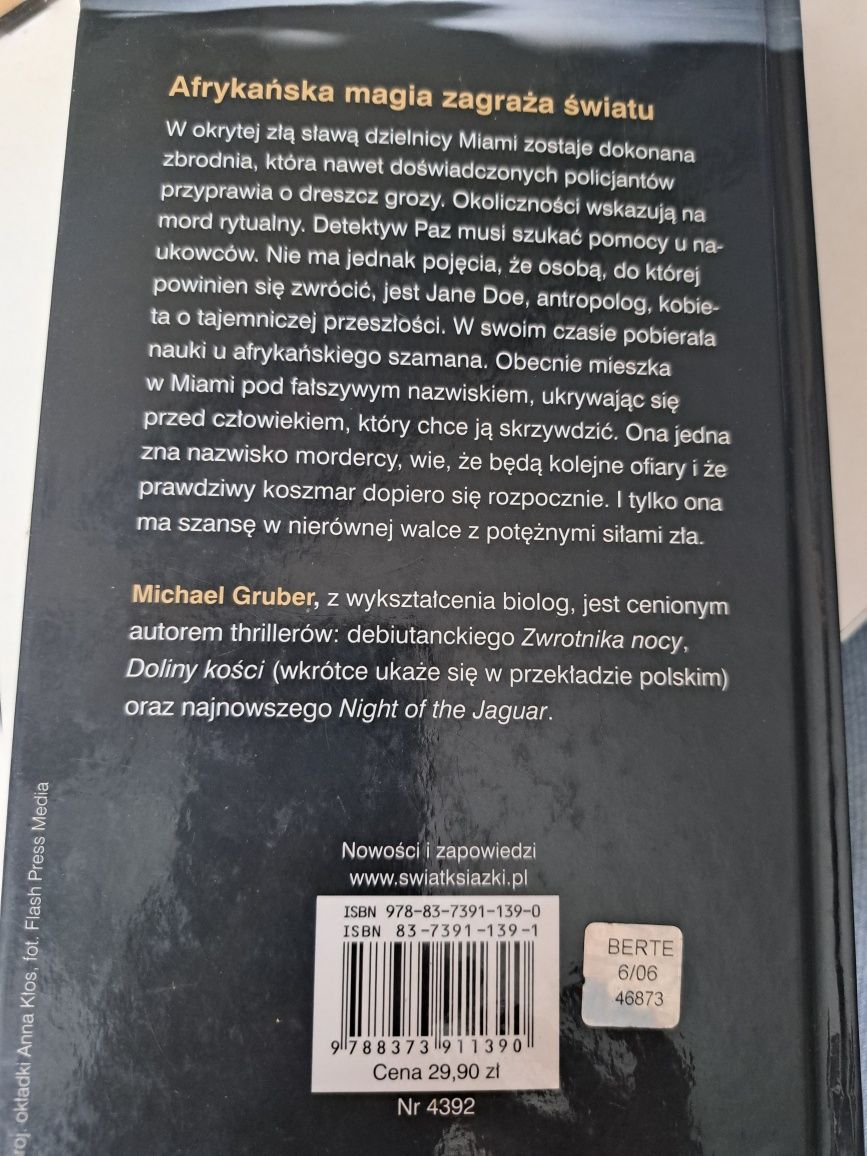 Afrykańska magia zagraża światu
W okrytej złą sławą dzielnicy Miami zostaje dokonana
zbrodnia, która nawet doświadczonych policjantów
przyprawia o dreszcz grozy. Okoliczności wskazują na
mord rytualny. Detektyw Paz musi szukać pomocy u na-
ukowców. Nie ma jednak pojęcia, że osobą, do której
powinien się zwrócić, jest Jane Doe, antropolog, kobie-
ta o tajemniczej przeszłości. W swoim czasie pobierała
nauki u afrykańskiego szamana. Obecnie mieszka
w Miami pod fałszywym nazwiskiem, ukrywając się
przed człowiekiem, który chce ją skrzywdzić. Ona jedna
zna nazwisko mordercy, wie, że będą kolejne ofiary i że
prawdziwy koszmar dopiero się rozpocznie. I tylko ona
ma szansę w nierównej walce z potężnymi siłami zła.
Michael Gruber, z wykształcenia biolog, jest cenionym
autorem thrillerów: debiutanckiego Zwrotnika nocy,
Doliny kości (wkrótce ukaże się w przekładzie polskim)
oraz najnowszego Night of the Jaguar.
roj. okładki Anna Kłos, fot. Flash Press Media
Nowości i zapowiedzi
www.swiatksiazki.pl
ISBN 978-83-7391-139-0
ISBN 83-7391-139-1
9 788373 911390
Cena 29,90 zł
Nr 4392
BERTE
6/06
46873